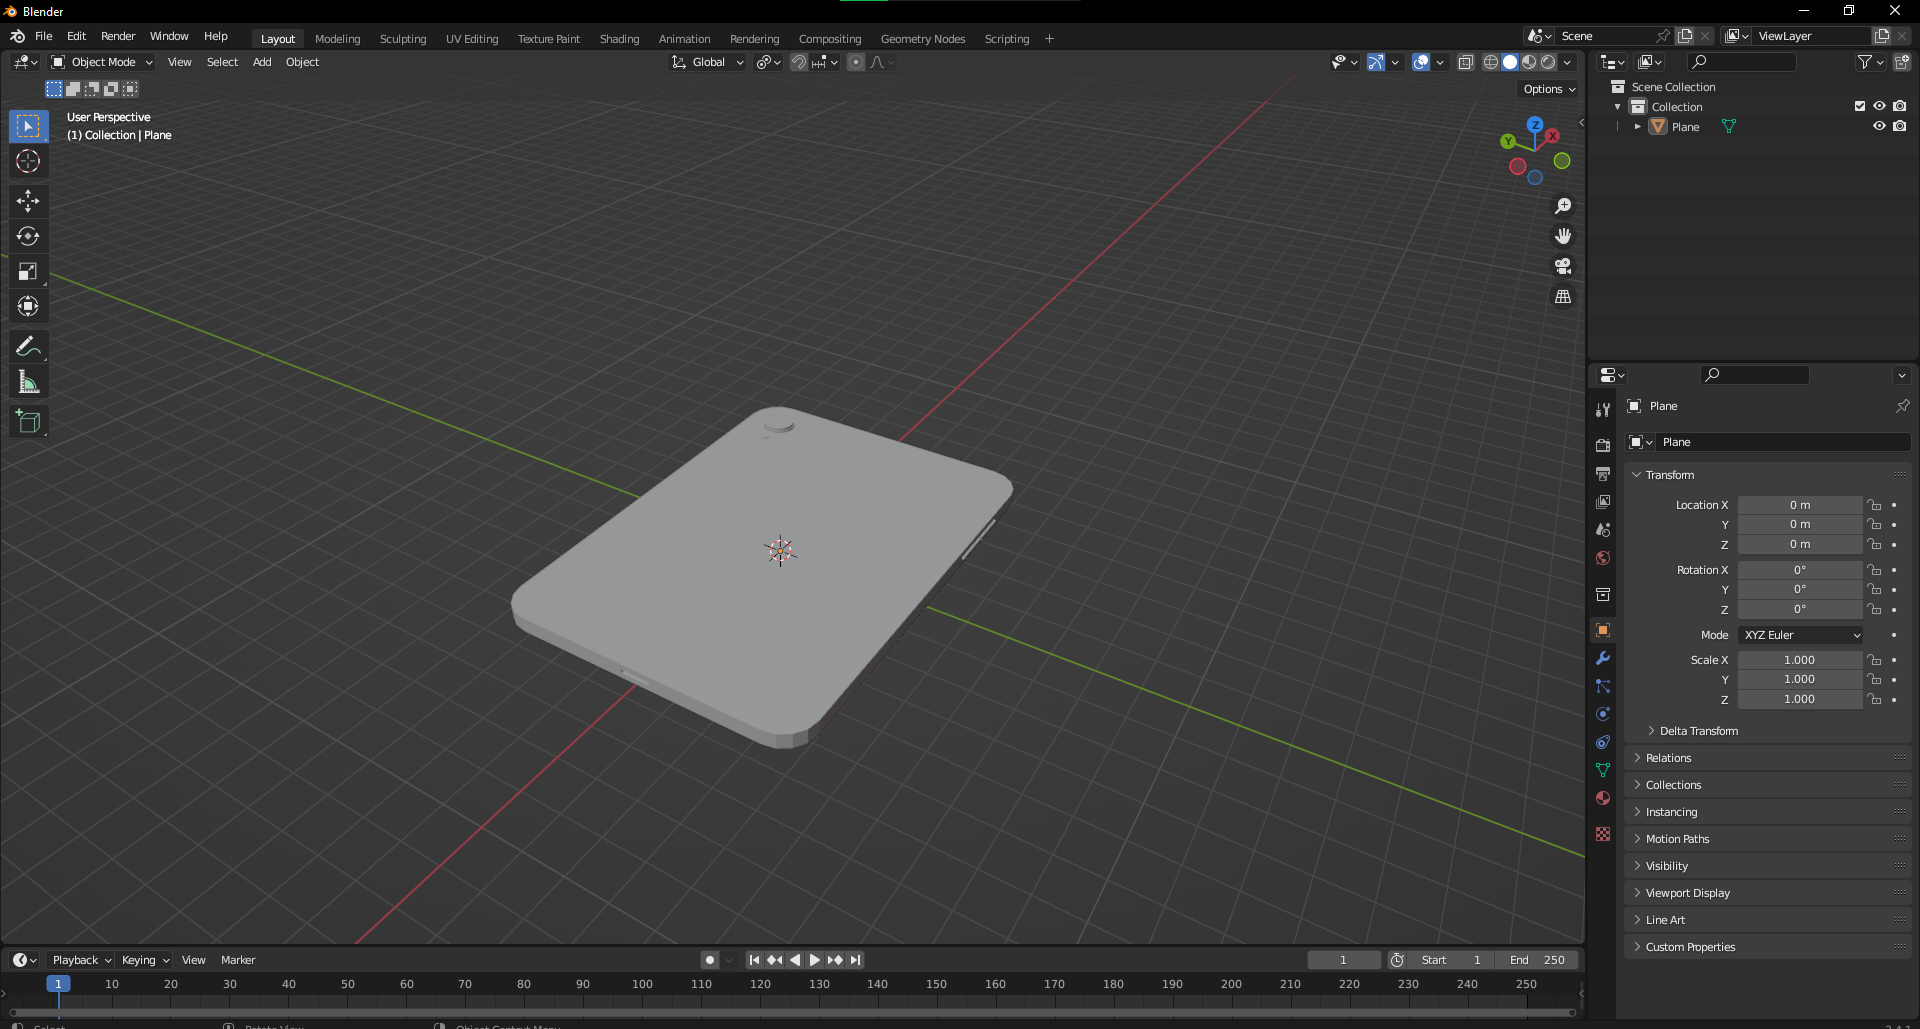 Blender
File Edit Render Window Help Layout Modeling Sculpting UV Editing Texture Paint Shading Animation Rendering Compositing Geometry Nodes Scripting + Scene ViewLayer
Object Mode View Select Add Object Global
Options
User Perspective
(1) Collection | Plane
Z
X
Y
Scene Collection
Collection
Plane
Plane
Plane
Transform
Location X 0 m
Y 0 m
Z 0 m
Rotation X 0°
Y 0°
Z 0°
Mode XYZ Euler
Scale X 1.000
Y 1.000
Z 1.000
Delta Transform
Relations
Collections
Instancing
Motion Paths
Visibility
Viewport Display
Line Art
Custom Properties
Playback Keying View Marker 1 Start 1 End 250
1 10 20 30 40 50 60 70 80 90 100 110 120 130 140 150 160 170 180 190 200 210 220 230 240 250